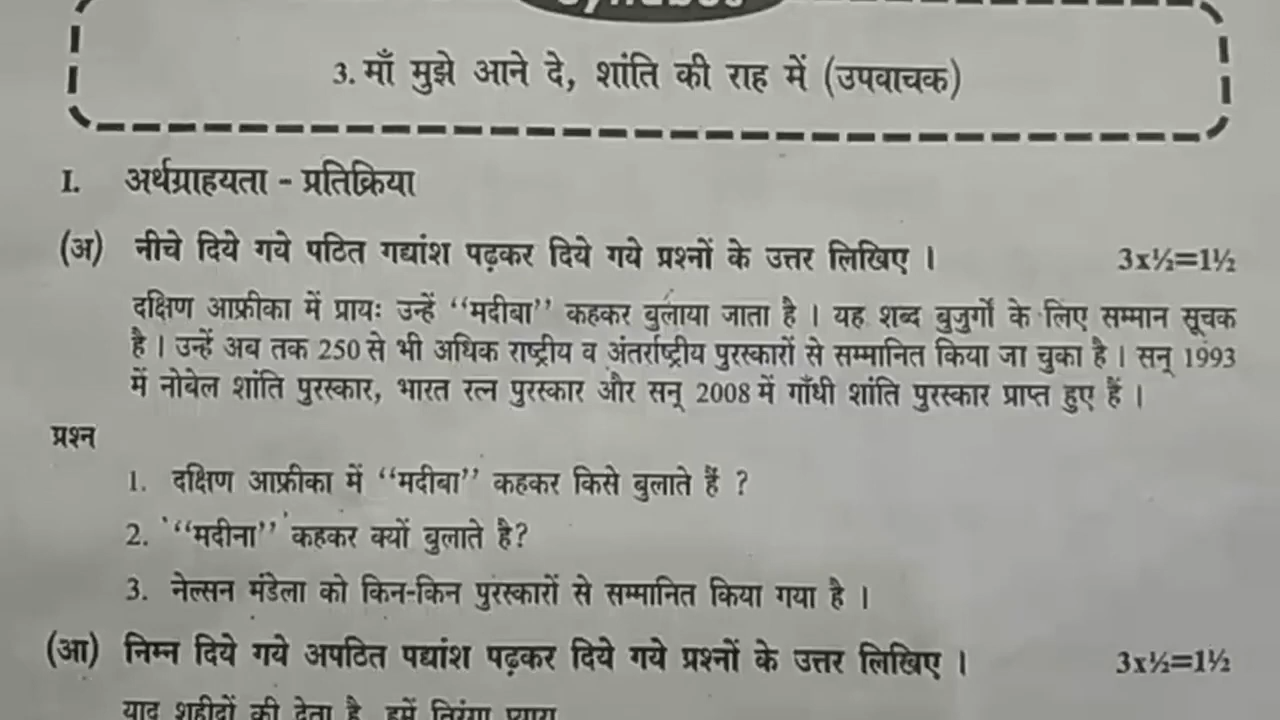 Syllabus
3. माँ मुझे आने दे, शांति की राह में (उपवाचक)
I. अर्थग्राहयता - प्रतिक्रिया
(अ) नीचे दिये गये पठित गद्यांश पढ़कर दिये गये प्रश्नों के उत्तर लिखिए । 3x½=1½
दक्षिण आफ्रीका में प्रायः उन्हें ‘‘मदीबा’’ कहकर बुलाया जाता है । यह शब्द बुजुर्गों के लिए सम्मान सूचक
है । उन्हें अब तक 250 से भी अधिक राष्ट्रीय व अंतर्राष्ट्रीय पुरस्कारों से सम्मानित किया जा चुका है । सन् 1993
में नोबेल शांति पुरस्कार, भारत रत्न पुरस्कार और सन् 2008 में गाँधी शांति पुरस्कार प्राप्त हुए हैं ।
प्रश्न
1. दक्षिण आफ्रीका में ‘‘मदीबा’’ कहकर किसे बुलाते हैं ?
2. ‘‘मदीना’’ कहकर क्यों बुलाते है?
3. नेल्सन मंडेला को किन-किन पुरस्कारों से सम्मानित किया गया है ।
(आ) निम्न दिये गये अपठित पद्यांश पढ़कर दिये गये प्रश्नों के उत्तर लिखिए । 3x½=1½
याद शहीदों की देता है, हमें तिरंगा प्यारा